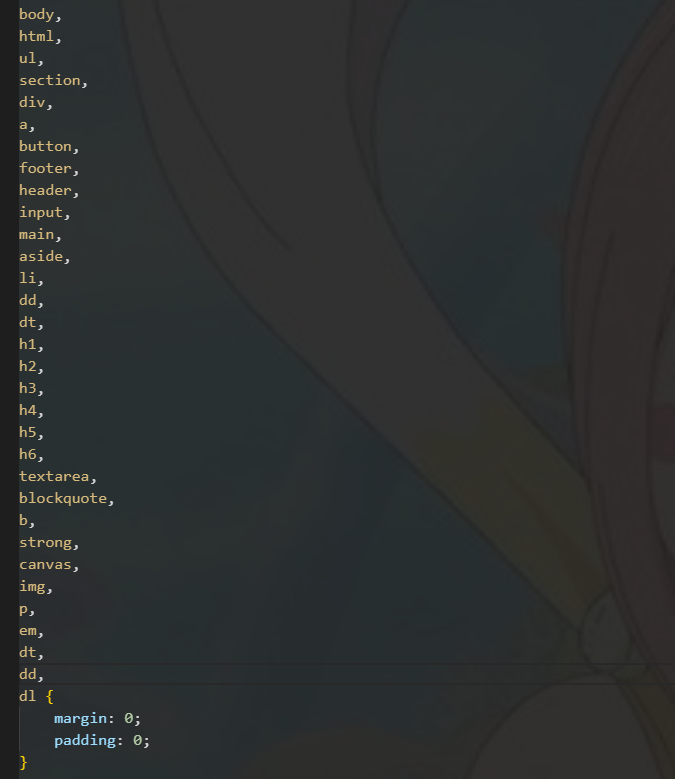 body,
html,
ul,
section,
div,
a,
button,
footer,
header,
input,
main,
aside,
li,
dd,
dt,
h1,
h2,
h3,
h4,
h5,
h6,
textarea,
blockquote,
b,
strong,
canvas,
img,
p,
em,
dt,
dd,
dl {
    margin: 0;
    padding: 0;
}